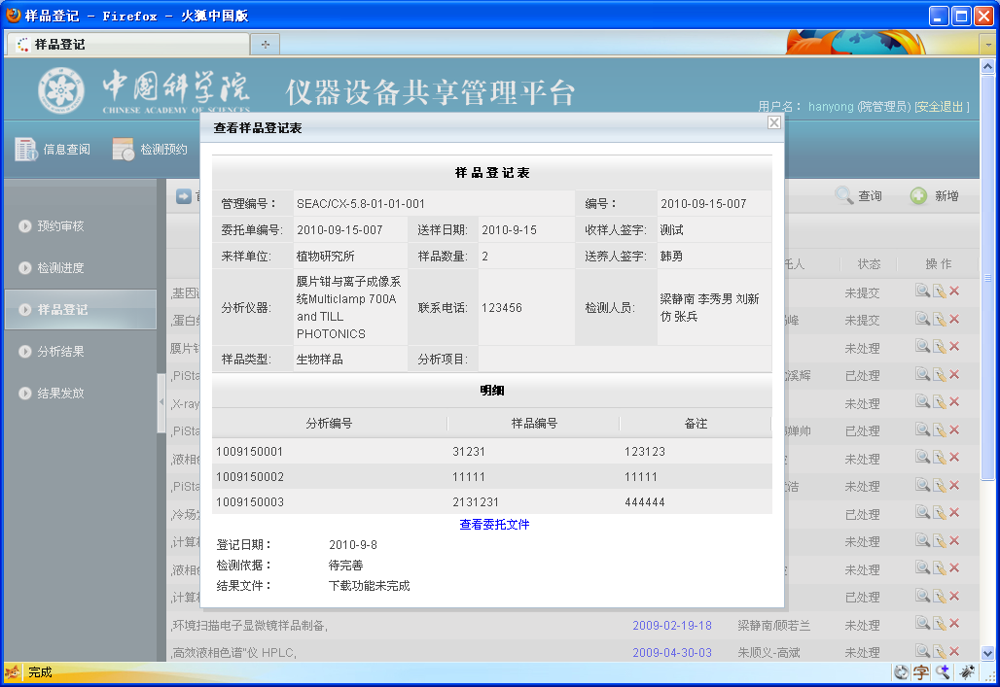 样品登记 - Firefox - 火狐中国版
样品登记
中国科学院
CHINESE ACADEMY OF SCIENCES
仪器设备共享管理平台
用户名： hanyong (院管理员) [安全退出 ]
信息查阅
检测预约
预约审核
检测进度
样品登记
分析结果
结果发放
查询
新增
查看样品登记表
样 品 登 记 表
管理编号： SEAC/CX-5.8-01-01-001 编号： 2010-09-15-007
委托单编号: 2010-09-15-007 送样日期: 2010-9-15 收样人签字: 测试
来样单位: 植物研究所 样品数量: 2 送养人签字: 韩勇
分析仪器: 膜片钳与离子成像系
统Multiclamp 700A
and TILL
PHOTONICS
联系电话: 123456 检测人员: 梁静南 李秀男 刘新
仿 张兵
样品类型: 生物样品 分析项目:
明细
分析编号 样品编号 备注
1009150001 31231 123123
1009150002 11111 11111
1009150003 2131231 444444
查看委托文件
登记日期： 2010-9-8
检测依据： 待完善
结果文件： 下载功能未完成
托人 状态 操 作
,基因 未提交
,蛋白 峰 未提交
膜片钳 未处理
,PiSta 溪辉 已处理
,X-ray 未处理
,PiSta 婵帅 已处理
,液相 未处理
,PiSta 浩 未处理
,冷场 已处理
,计算 未处理
,液相 未处理
,计算 已处理
,环境扫描电子显微镜样品制备, 2009-02-19-18 梁静南/顾若兰 未处理
,高效液相色谱"仪 HPLC, 2009-04-30-03 朱顺义-高斌 未处理
完成
字